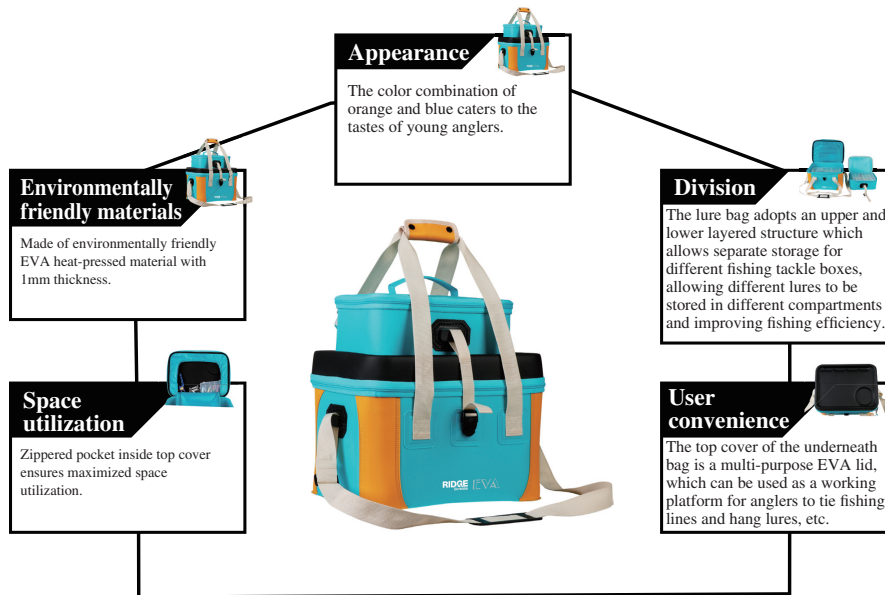 Appearance
The color combination of
orange and blue caters to the
tastes of young anglers.
Environmentally
friendly materials
Made of environmentally friendly
EVA heat-pressed material with
1mm thickness.
Division
The lure bag adopts an upper and
lower layered structure which
allows separate storage for
different fishing tackle boxes,
allowing different lures to be
stored in different compartments
and improving fishing efficiency.
Space
utilization
Zippered pocket inside top cover
ensures maximized space
utilization.
User
convenience
The top cover of the underneath
bag is a multi-purpose EVA lid,
which can be used as a working
platform for anglers to tie fishing
lines and hang lures, etc.
RIDGE EVA